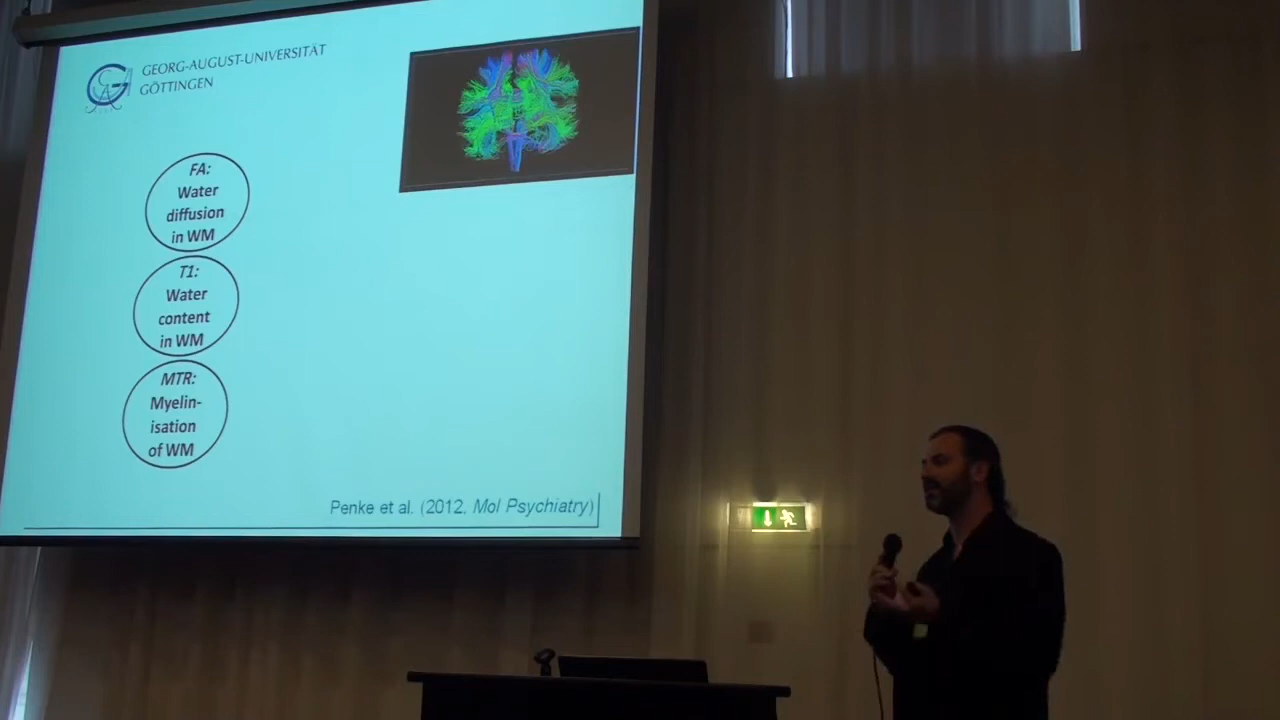 GEORG-AUGUST-UNIVERSITÄT
GÖTTINGEN
FA:
Water
diffusion
in WM
T1:
Water
content
in WM
MTR:
Myelin-
isation
of WM
Penke et al. (2012, Mol Psychiatry)